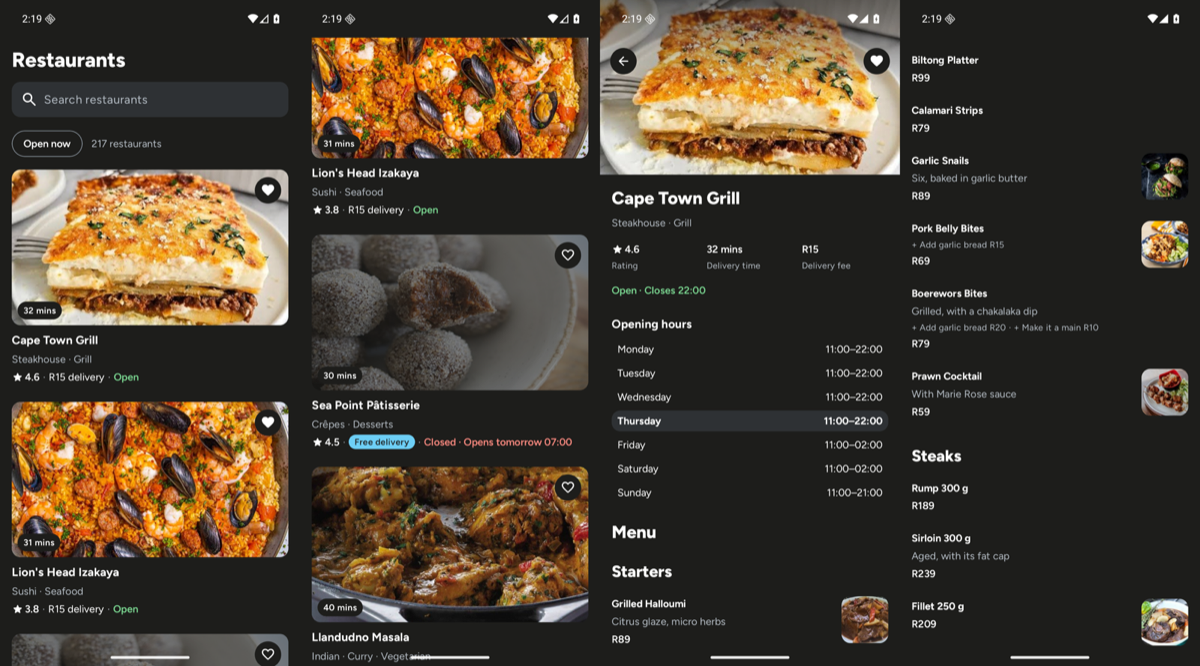 2:19
Restaurants
Search restaurants
Open now
217 restaurants
32 mins
Cape Town Grill
Steakhouse · Grill
★ 4.6 · R15 delivery · Open
31 mins
Lion's Head Izakaya
Sushi · Seafood
★ 3.8 · R15 delivery · Open
2:19
31 mins
Lion's Head Izakaya
Sushi · Seafood
★ 3.8 · R15 delivery · Open
30 mins
Sea Point Pâtisserie
Crêpes · Desserts
★ 4.5 · Free delivery · Closed · Opens tomorrow 07:00
40 mins
Llandudno Masala
Indian · Curry · Vegetarian
2:19
Cape Town Grill
Steakhouse · Grill
★ 4.6 32 mins R15
Rating Delivery time Delivery fee
Open · Closes 22:00
Opening hours
Monday 11:00–22:00
Tuesday 11:00–22:00
Wednesday 11:00–22:00
Thursday 11:00–22:00
Friday 11:00–02:00
Saturday 11:00–02:00
Sunday 11:00–21:00
Menu
Starters
Grilled Halloumi
Citrus glaze, micro herbs
R89
2:19
Biltong Platter
R99
Calamari Strips
R79
Garlic Snails
Six, baked in garlic butter
R89
Pork Belly Bites
+ Add garlic bread R15
R69
Boerewors Bites
Grilled, with a chakalaka dip
+ Add garlic bread R20 · + Make it a main R10
R79
Prawn Cocktail
With Marie Rose sauce
R59
Steaks
Rump 300 g
R189
Sirloin 300 g
Aged, with its fat cap
R239
Fillet 250 g
R209